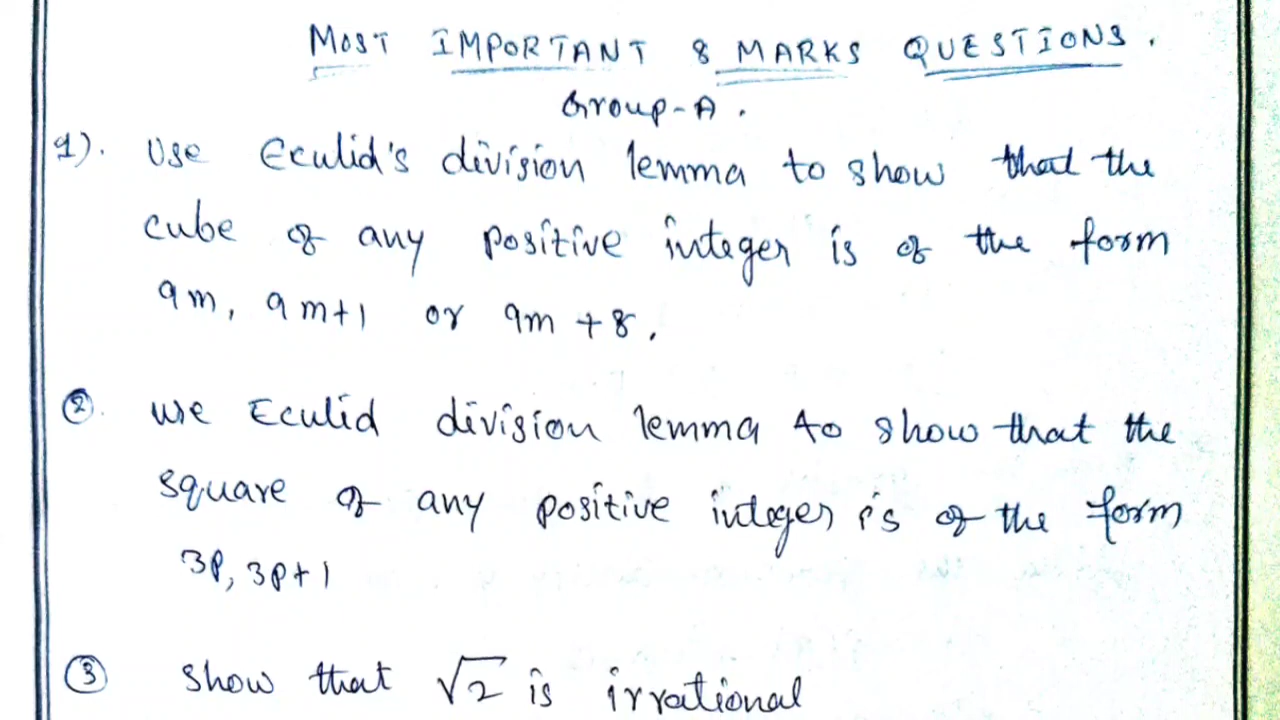 MOST IMPORTANT 8 MARKS QUESTIONS.
Group-A.
1). Use Eculid's division lemma to show that the
cube of any positive integer is of the form
9m, 9m+1 or 9m+8.
②. Use Eculid division lemma to show that the
square of any positive integer is of the form
3p, 3p+1
③ Show that √2 is irrational